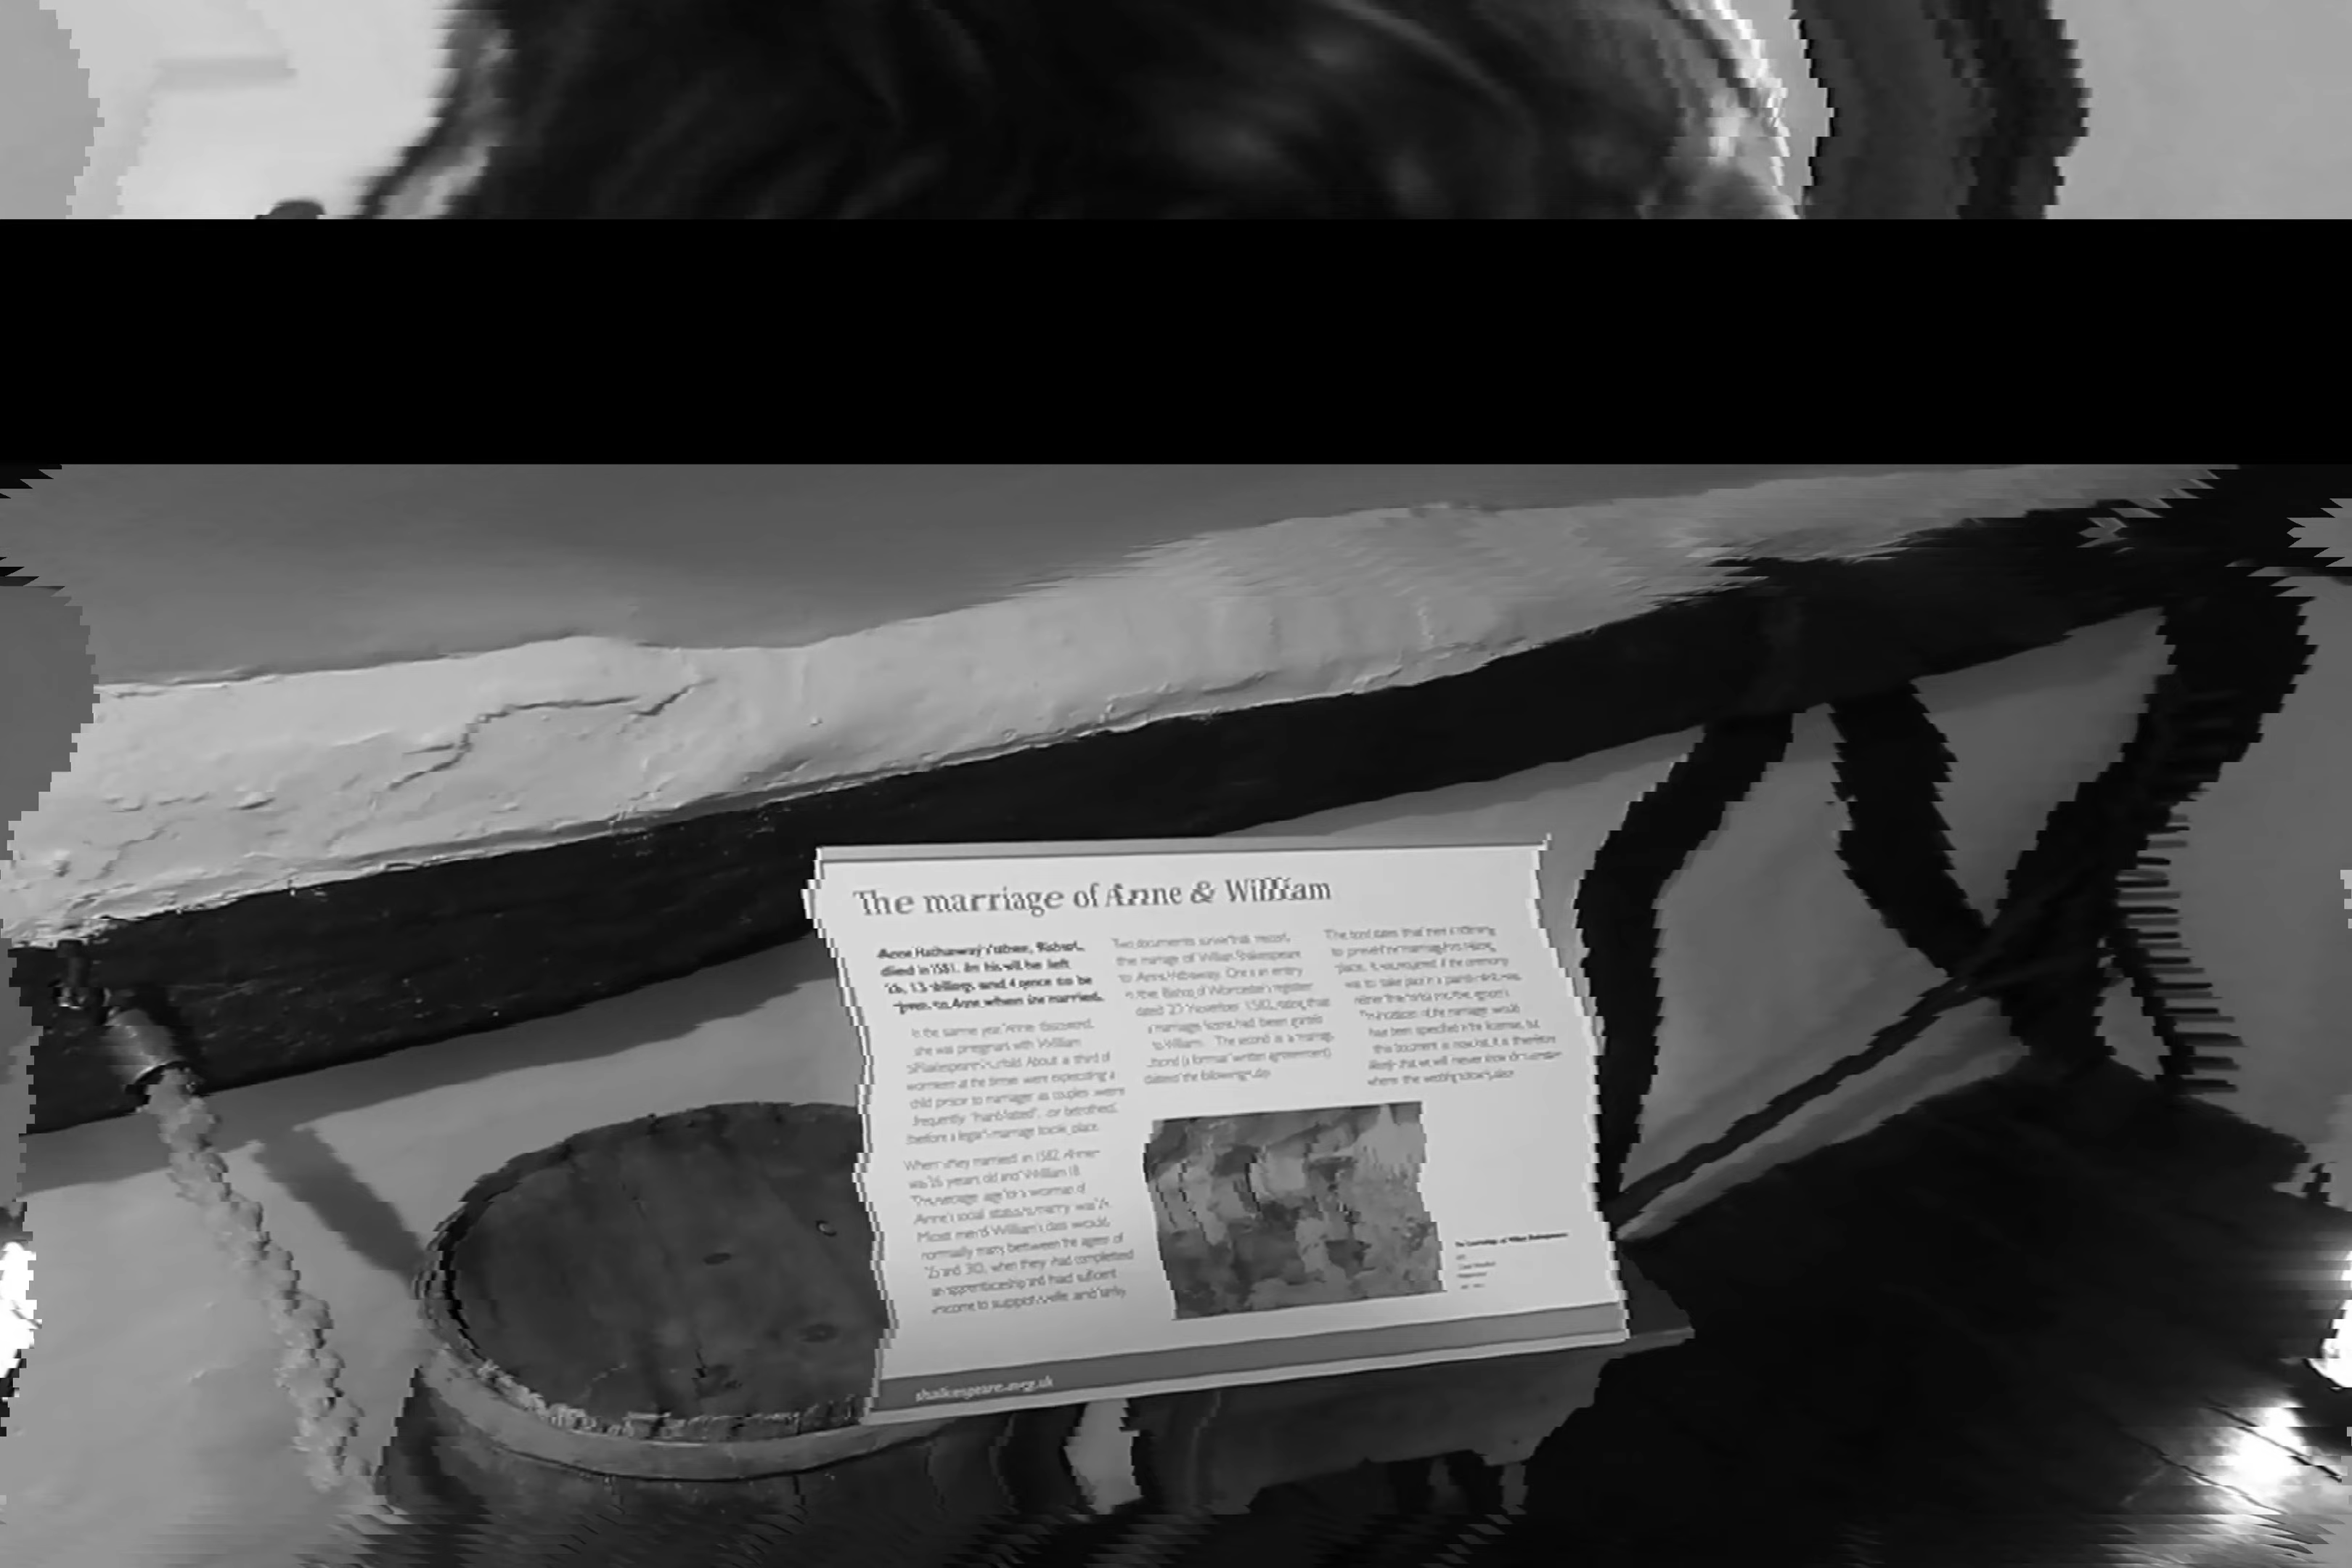 The marriage of Anne & William
Anne Hathaway's father, Richard,
died in 1581. In his will he left
13 shillings and 4 pence to be
given to Anne when she married.
In the same year Anne discovered
she was pregnant with William
Shakespeare's child. About a third of
women at the time were expecting a
child prior to marriage as couples were
frequently "hand-fasted", or betrothed,
before a legal marriage took place.
When they married in 1582, Anne
was 26 years old and William 18.
The average age for a woman of
Anne's social status to marry was
Most men of William's class would
normally marry between the ages of
25 and 30, when they had completed
an apprenticeship and had sufficient
income to support a wife and family.
Two documents survive that record
the marriage of William Shakespeare
to Anne Hathaway. One is an entry
in the Bishop of Worcester's register
dated 27 November 1582, stating that
a marriage licence had been granted
to William. The second is a marriage
bond (a formal written agreement)
dated the following day.
The bond states that there is nothing
to prevent the marriage from taking
place. It was required if the ceremony
was to take place in a parish
The location of the marriage would
have been specified in the license, but
this document is now lost. It is therefore
likely that we will never know for certain
where the wedding took place.
shakespeare.org.uk